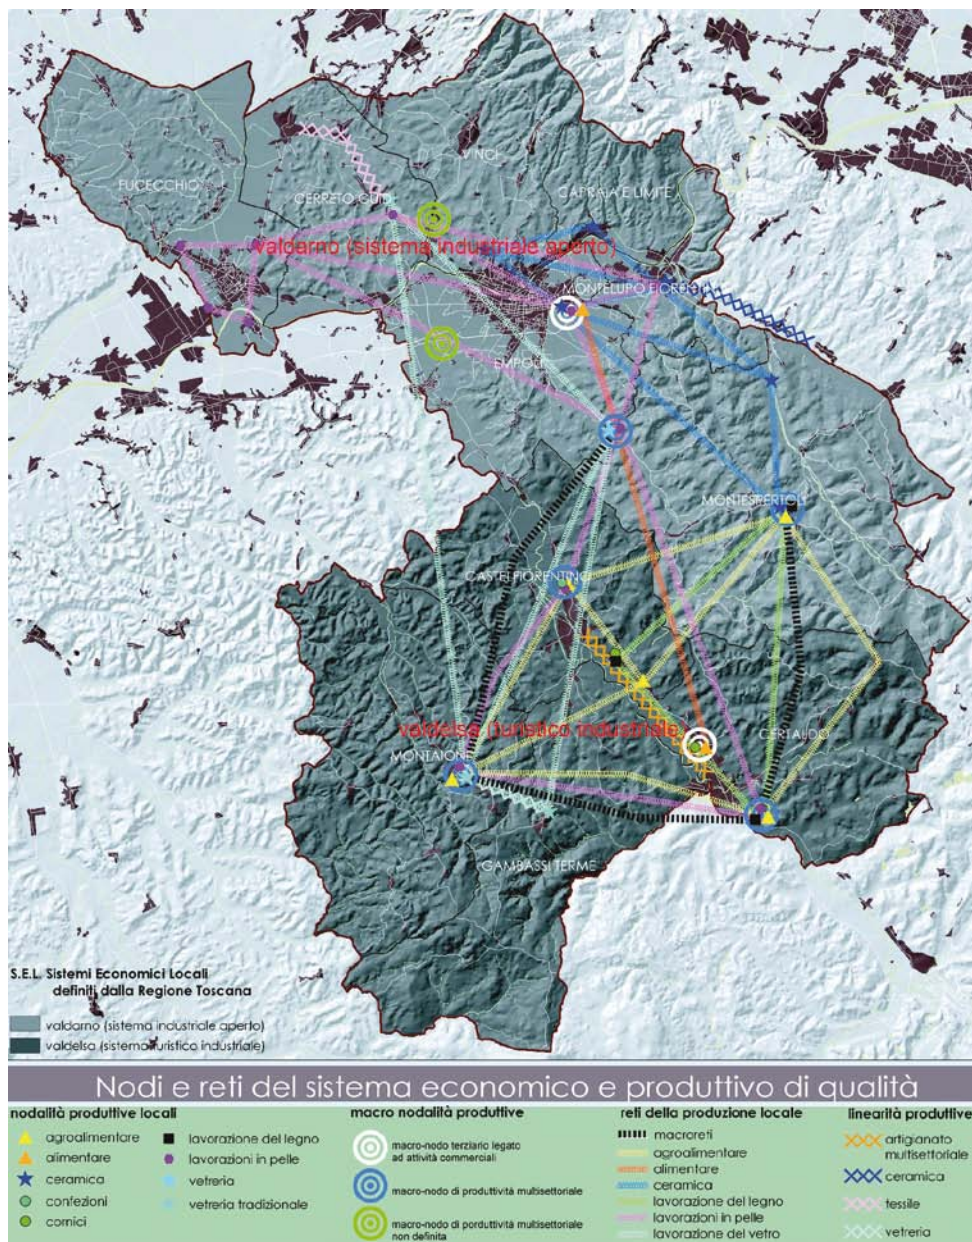 VINCI
FUCECCHIO
CAPRAIA E LIMITE
CERRETO GUIDI
valdarno (sistema industriale aperto)
MONTELUPO FIORENTI
EMPOLI
MONTESPERTOLI
CASTELFIORENTINO
valdelsa (turistico industriale)
CERTALDO
MONTAIONE
GAMBASSI TERME
S.E.L. Sistemi Economici Locali
definiti dalla Regione Toscana
valdarno (sistema industriale aperto)
valdelsa (sistema turistico industriale)
Nodi e reti del sistema economico e produttivo di qualità
nodalità produttive locali
agroalimentare
alimentare
ceramica
confezioni
cornici
lavorazione del legno
lavorazioni in pelle
vetreria
vetreria tradizionale
macro nodalità produttive
macro-nodo terziario legato
ad attività commerciali
macro-nodo di produttività multisettoriale
macro-nodo di porduttività multisettoriale
non definita
reti della produzione locale
macroreti
agroalimentare
alimentare
ceramica
lavorazione del legno
lavorazioni in pelle
lavorazione del vetro
linearità produttive
artigianato
multisettoriale
ceramica
tessile
vetreria